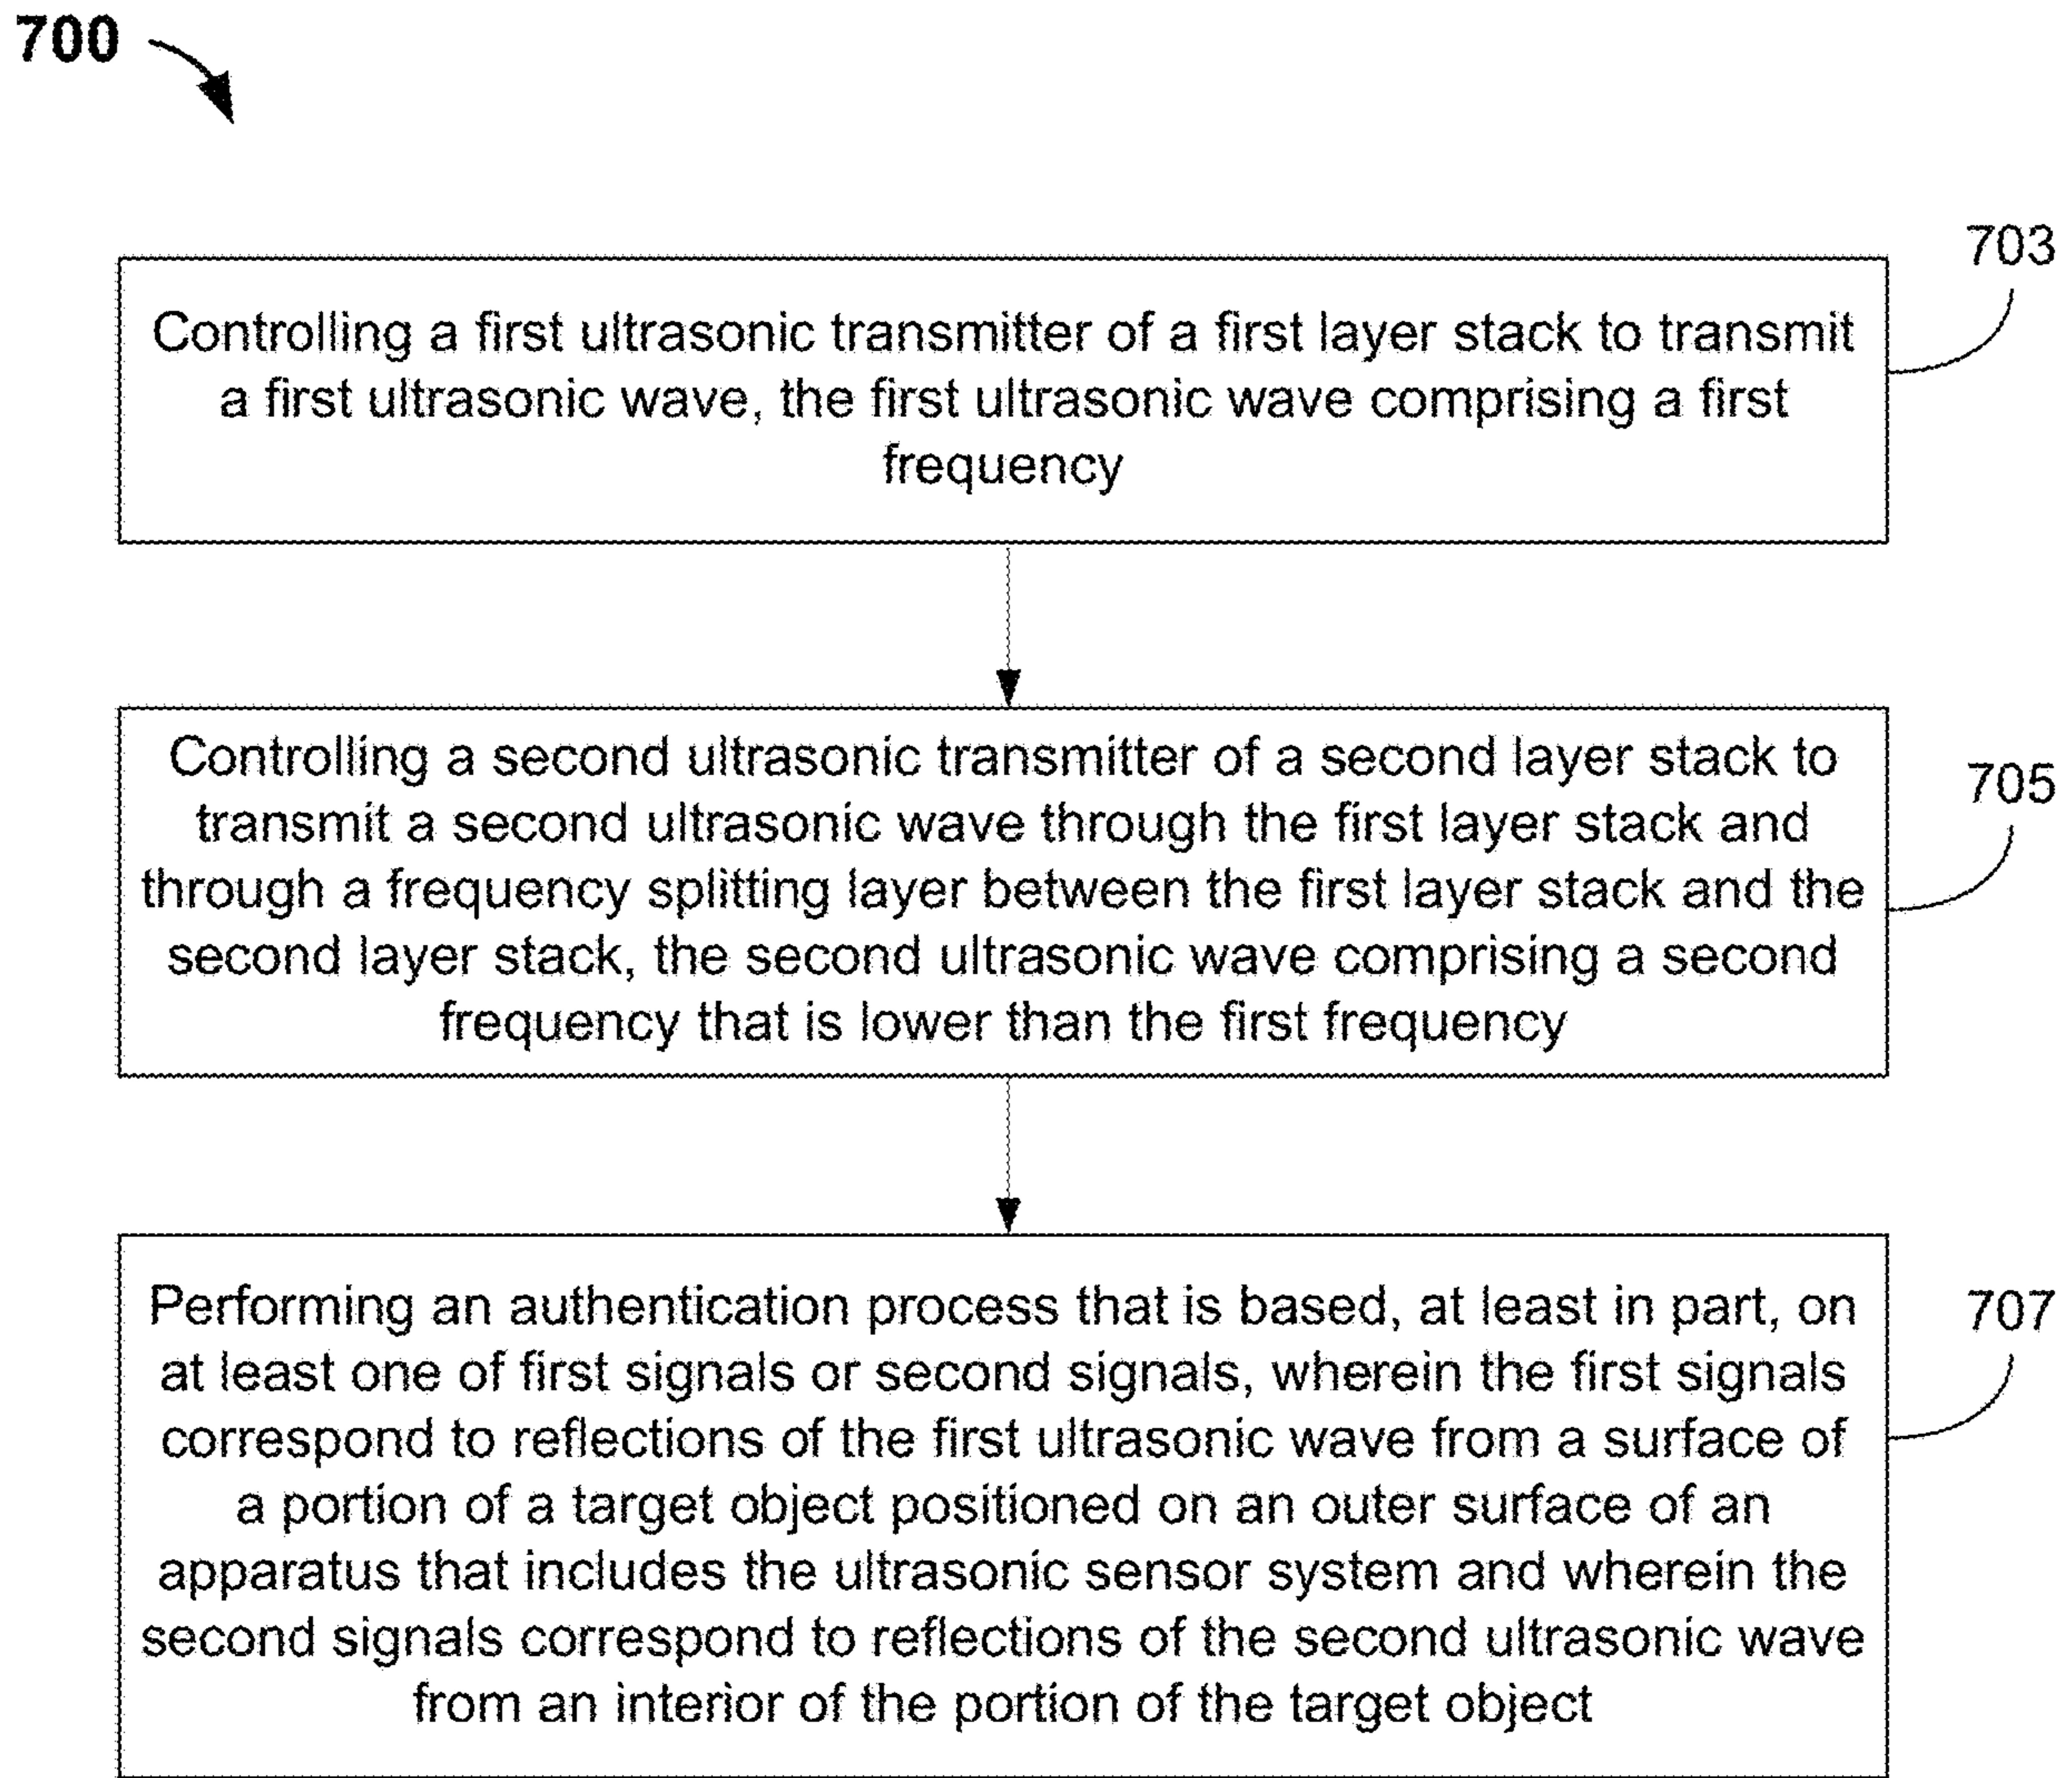 700
703
Controlling a first ultrasonic transmitter of a first layer stack to transmit
a first ultrasonic wave, the first ultrasonic wave comprising a first
frequency
Controlling a second ultrasonic transmitter of a second layer stack to
transmit a second ultrasonic wave through the first layer stack and
through a frequency splitting layer between the first layer stack and the
second layer stack, the second ultrasonic wave comprising a second
frequency that is lower than the first frequency
705
Performing an authentication process that is based, at least in part, on
at least one of first signals or second signals, wherein the first signals
correspond to reflections of the first ultrasonic wave from a surface of
a portion of a target object positioned on an outer surface of an
apparatus that includes the ultrasonic sensor system and wherein the
second signals correspond to reflections of the second ultrasonic wave
from an interior of the portion of the target object
707